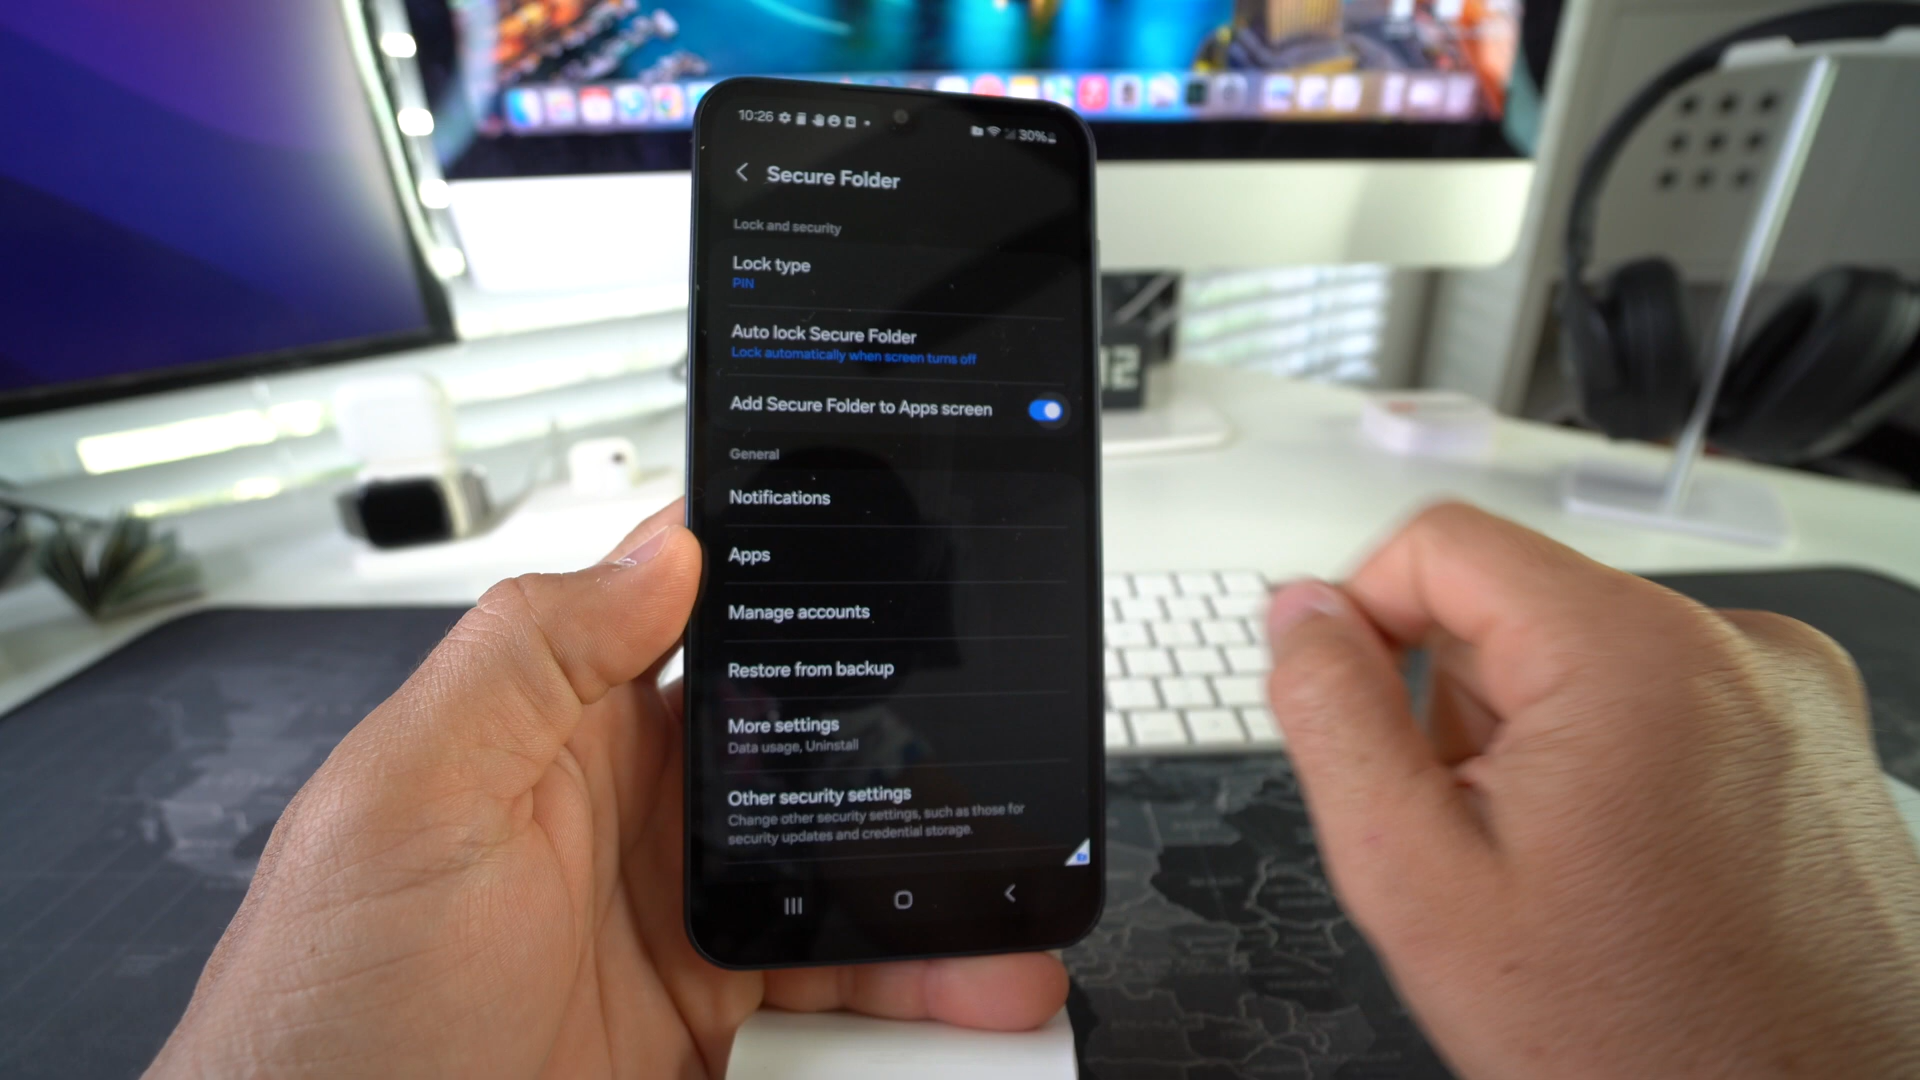 10:26
30%
Secure Folder
Lock and security
Lock type
PIN
Auto lock Secure Folder
Lock automatically when screen turns off
Add Secure Folder to Apps screen
General
Notifications
Apps
Manage accounts
Restore from backup
More settings
Data usage, Uninstall
Other security settings
Change other security settings, such as those for
security updates and credential storage.
12